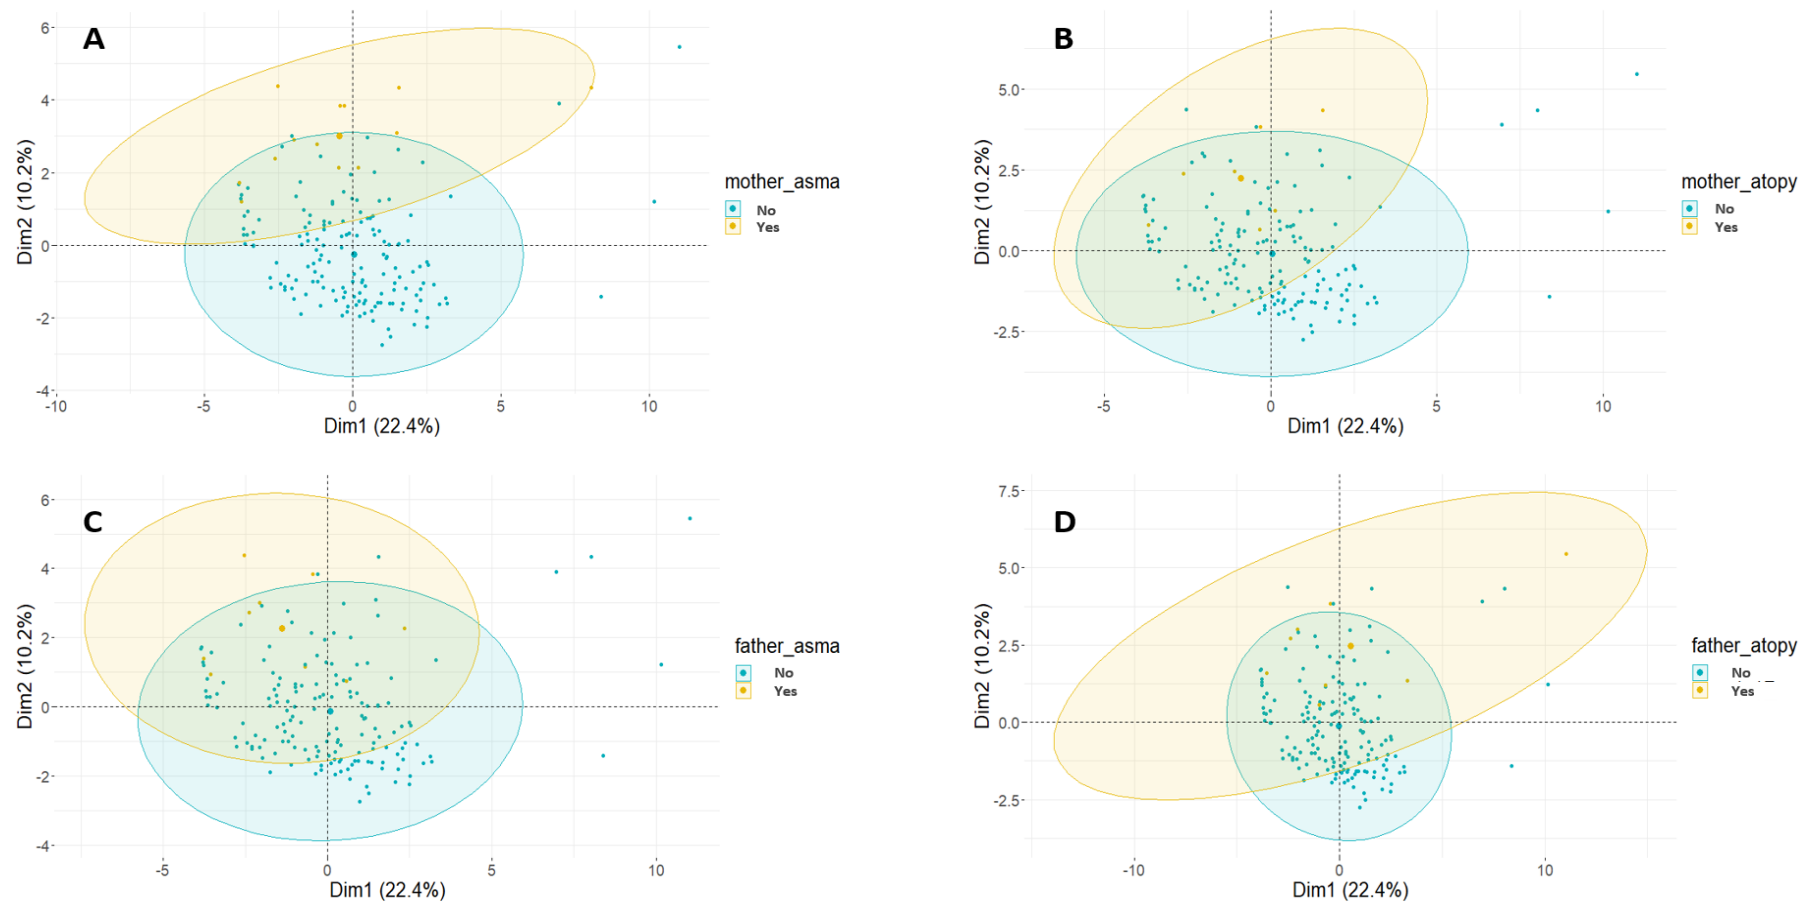 A
6
4
2
0
-2
-4
-10
-5
0
5
10
Dim1 (22.4%)
Dim2 (10.2%)
mother_asma
No
Yes
B
5.0
2.5
0.0
-2.5
-5
0
5
10
Dim1 (22.4%)
Dim2 (10.2%)
mother_atopy
No
Yes
C
6
4
2
0
-2
-4
-5
0
5
10
Dim1 (22.4%)
Dim2 (10.2%)
father_asma
No
Yes
D
7.5
5.0
2.5
0.0
-2.5
-10
0
10
Dim1 (22.4%)
Dim2 (10.2%)
father_atopy
No
Yes